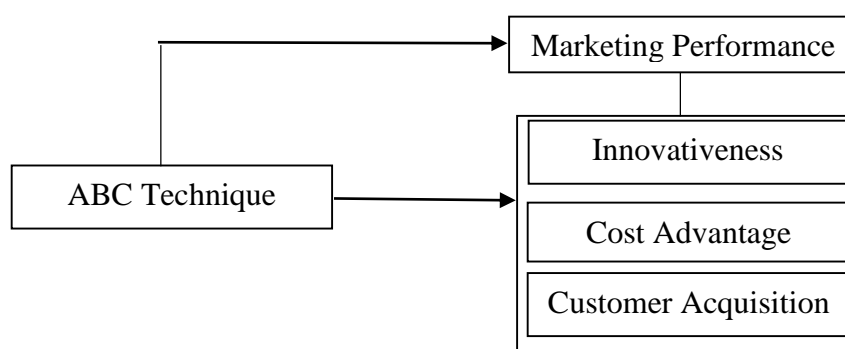 Marketing Performance
Innovativeness
ABC Technique
Cost Advantage
Customer Acquisition